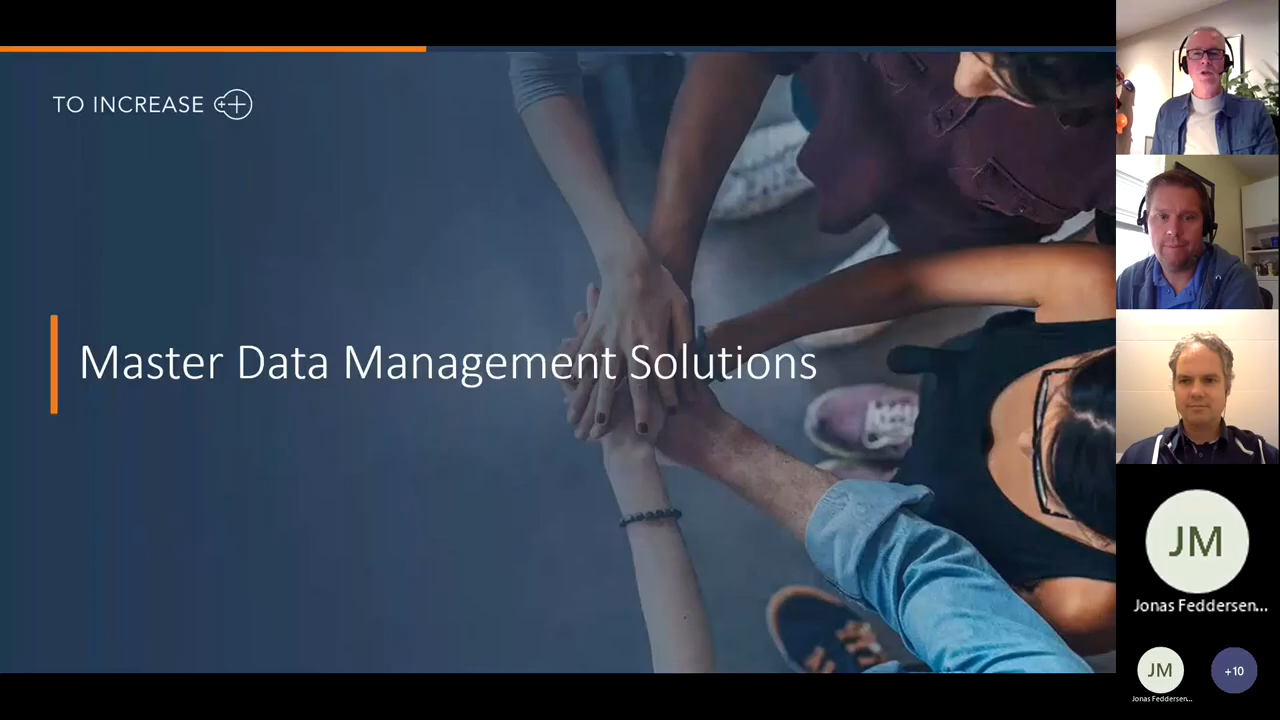 TO INCREASE
Master Data Management Solutions
JM
Jonas Feddersen...
JM
Jonas Feddersen...
+10